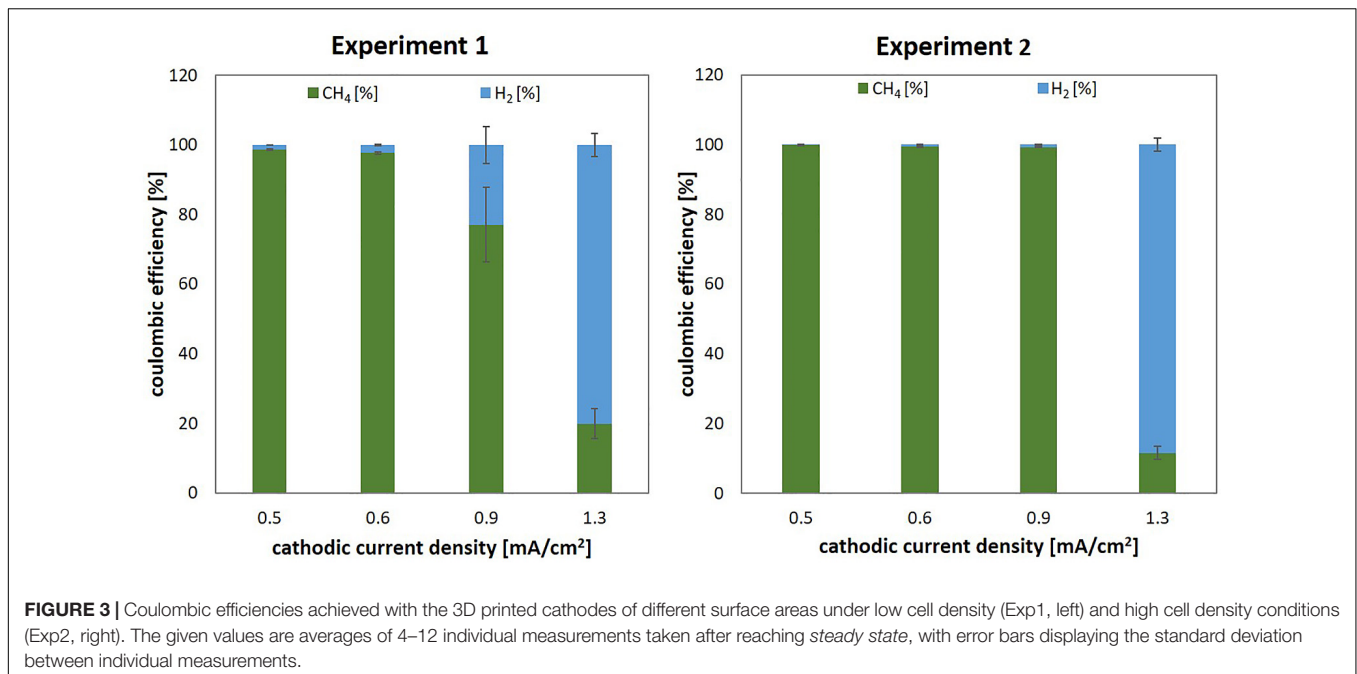 Experiment 1
CH₄ [%] H₂ [%]
coulombic efficiency [%]
120
100
80
60
40
20
0
0.5 0.6 0.9 1.3
cathodic current density [mA/cm²]
Experiment 2
CH₄ [%] H₂ [%]
coulombic efficiency [%]
120
100
80
60
40
20
0
0.5 0.6 0.9 1.3
cathodic current density [mA/cm²]
FIGURE 3 | Coulombic efficiencies achieved with the 3D printed cathodes of different surface areas under low cell density (Exp1, left) and high cell density conditions
(Exp2, right). The given values are averages of 4–12 individual measurements taken after reaching steady state, with error bars displaying the standard deviation
between individual measurements.